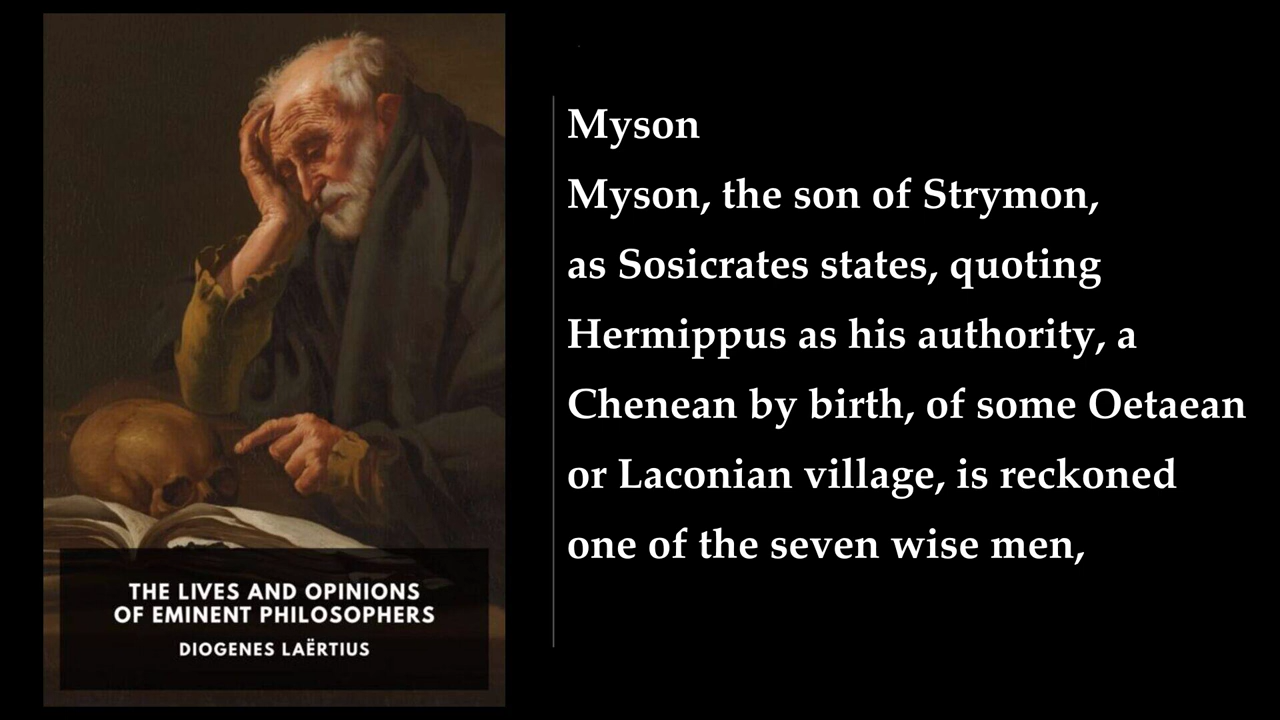 Myson
Myson, the son of Strymon,
as Sosicrates states, quoting
Hermippus as his authority, a
Chenean by birth, of some Oetaean
or Laconian village, is reckoned
one of the seven wise men,
THE LIVES AND OPINIONS
OF EMINENT PHILOSOPHERS
DIOGENES LAËRTIUS